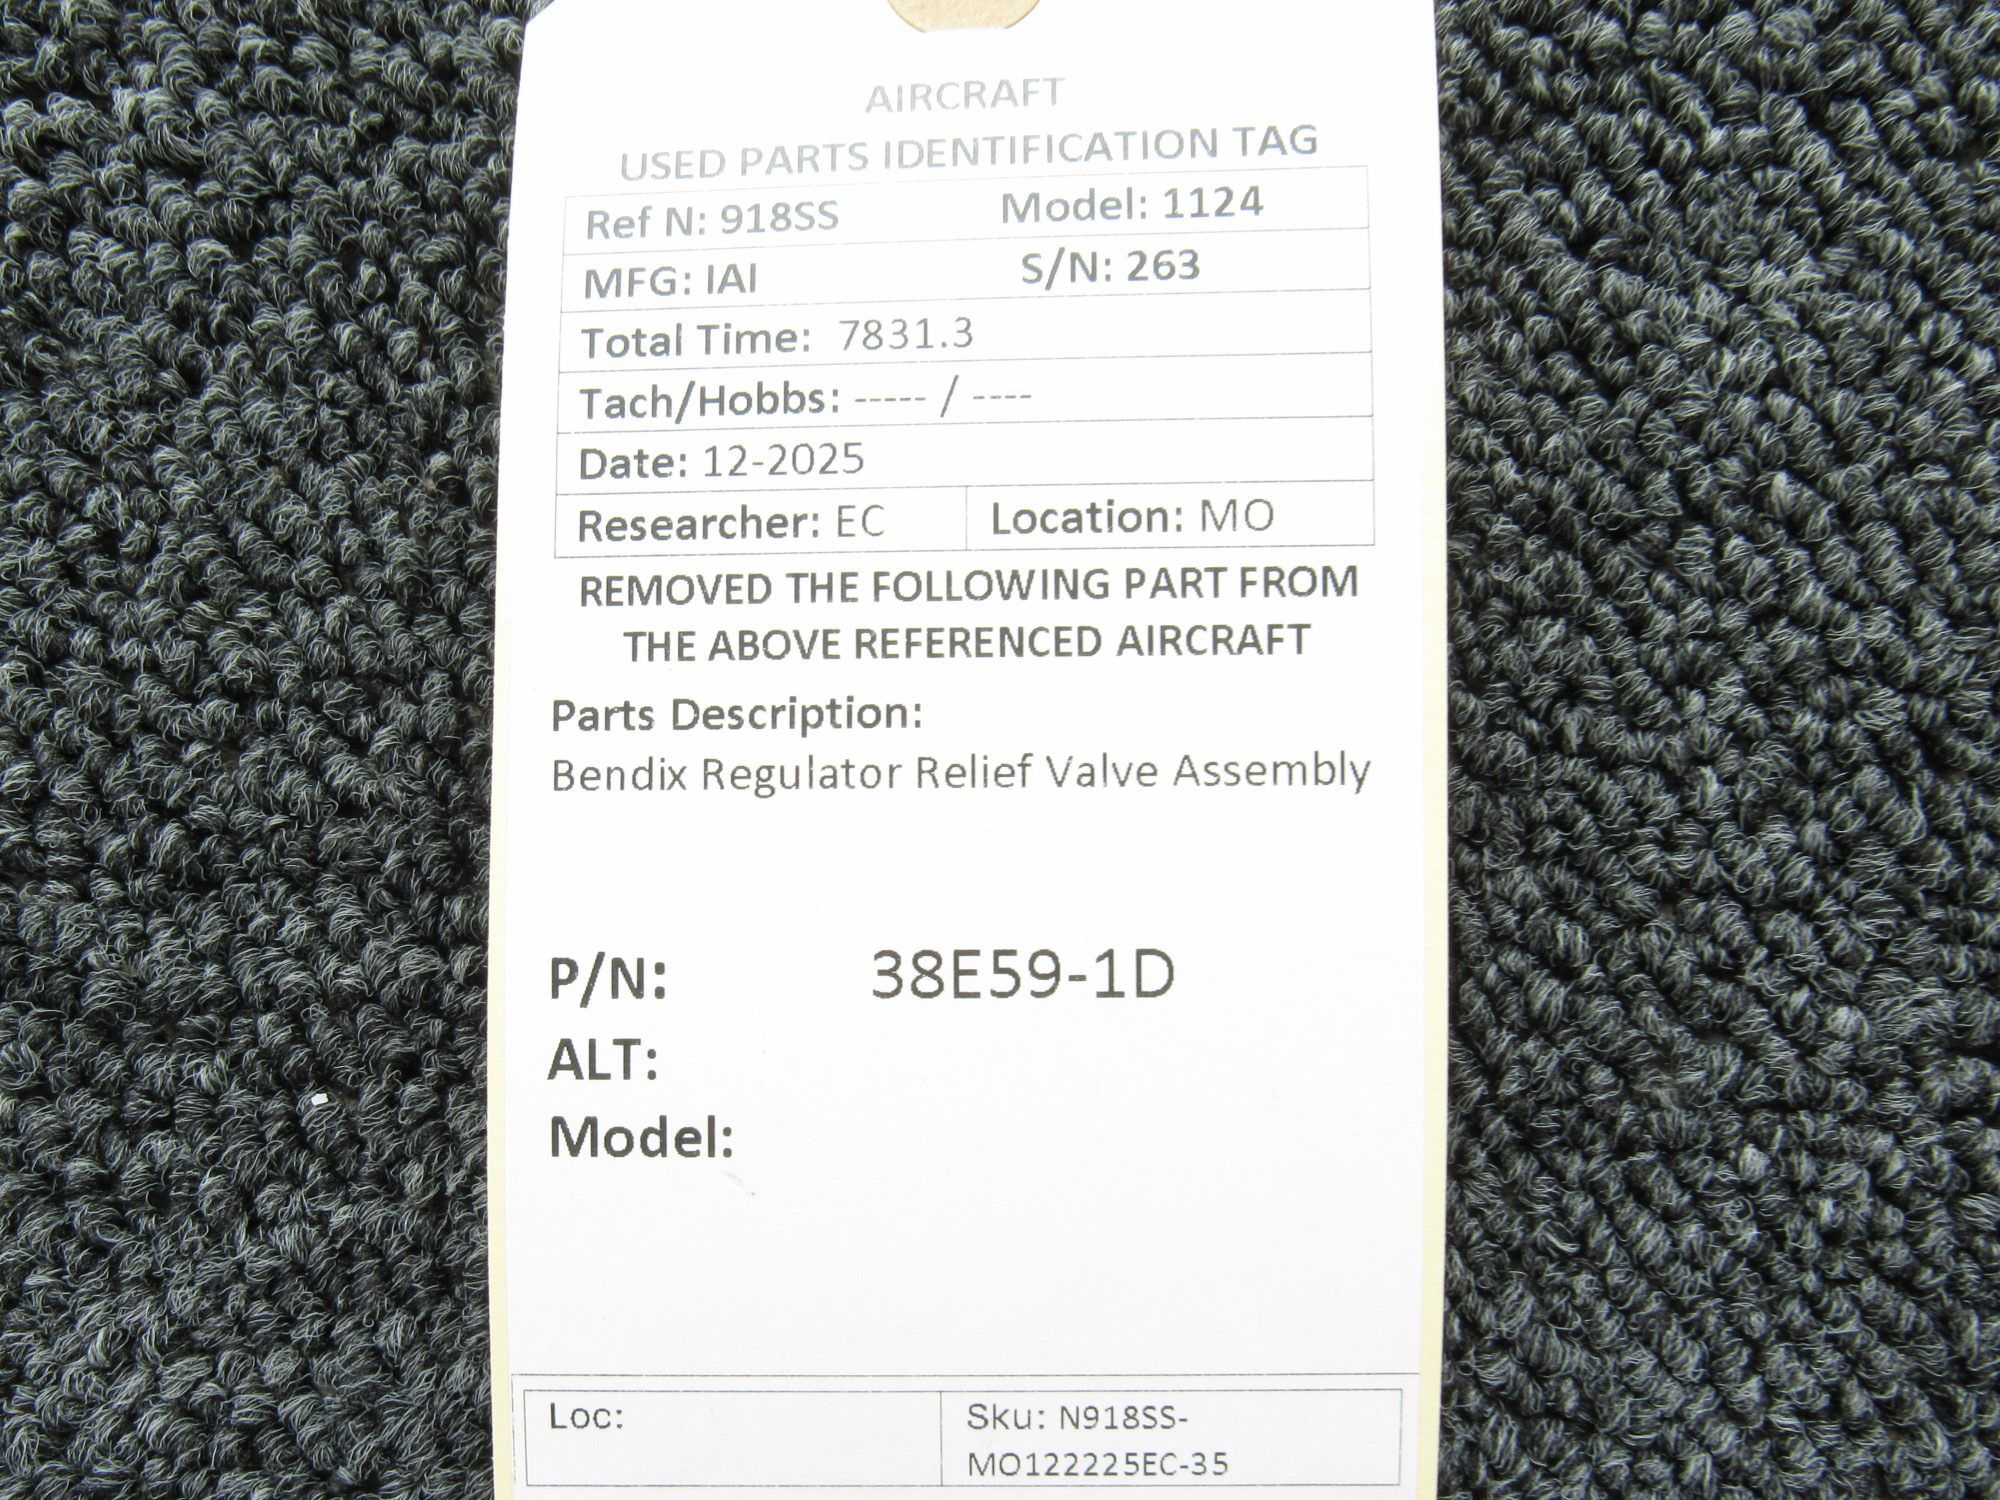 AIRCRAFT
USED PARTS IDENTIFICATION TAG
Ref N: 918SS Model: 1124
MFG: IAI S/N: 263
Total Time: 7831.3
Tach/Hobbs: ----- / ----
Date: 12-2025
Researcher: EC Location: MO
REMOVED THE FOLLOWING PART FROM
THE ABOVE REFERENCED AIRCRAFT
Parts Description:
Bendix Regulator Relief Valve Assembly
P/N: 38E59-1D
ALT:
Model:
Loc: Sku: N918SS-
MO122225EC-35